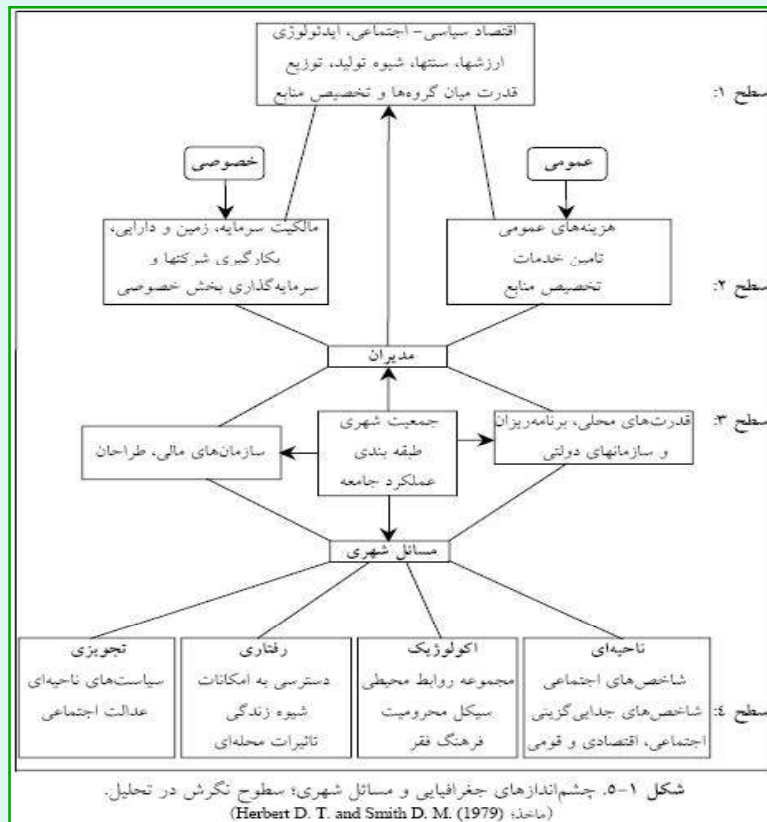 اقتصاد سیاسی- اجتماعی، ایدئولوژی
ارزشها، سنتها، شیوه تولید، توزیع
قدرت میان گروه‌ها و تخصیص منابع
سطح ۱:
عمومی
خصوصی
هزینه‌های عمومی
تامین خدمات
تخصیص منابع
مالکیت سرمایه، زمین و دارایی،
بکارگیری شرکتها و
سرمایه‌گذاری بخش خصوصی
سطح ۲:
مدیران
سطح ۳:
قدرت‌های محلی، برنامه‌ریزان
و سازمانهای دولتی
جمعیت شهری
طبقه بندی
عملکرد جامعه
سازمان‌های مالی، طراحان
مسائل شهری
سطح ٤:
ناحیه‌ای
شاخص‌های اجتماعی
شاخص‌های جدایی‌گزینی
اجتماعی، اقتصادی و قومی
اکولوژیک
مجموعه روابط محیطی
سیکل محرومیت
فرهنگ فقر
رفتاری
دسترسی به امکانات
شیوه زندگی
تاثیرات محله‌ای
تجویزی
سیاست‌های ناحیه‌ای
عدالت اجتماعی
شکل ۱-٥. چشم‌اندازهای جغرافیایی و مسائل شهری؛ سطوح نگرش در تحلیل.
(ماخذ: Herbert D. T. and Smith D. M. (1979)